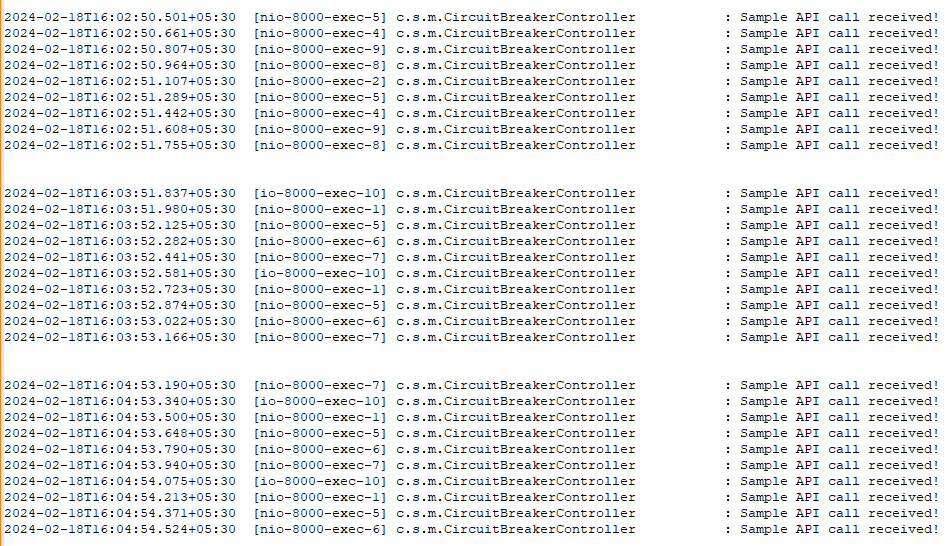 2024-02-18T16:02:50.501+05:30 [nio-8000-exec-5] c.s.m.CircuitBreakerController : Sample API call received!
2024-02-18T16:02:50.661+05:30 [nio-8000-exec-4] c.s.m.CircuitBreakerController : Sample API call received!
2024-02-18T16:02:50.807+05:30 [nio-8000-exec-9] c.s.m.CircuitBreakerController : Sample API call received!
2024-02-18T16:02:50.964+05:30 [nio-8000-exec-8] c.s.m.CircuitBreakerController : Sample API call received!
2024-02-18T16:02:51.107+05:30 [nio-8000-exec-2] c.s.m.CircuitBreakerController : Sample API call received!
2024-02-18T16:02:51.289+05:30 [nio-8000-exec-5] c.s.m.CircuitBreakerController : Sample API call received!
2024-02-18T16:02:51.442+05:30 [nio-8000-exec-4] c.s.m.CircuitBreakerController : Sample API call received!
2024-02-18T16:02:51.608+05:30 [nio-8000-exec-9] c.s.m.CircuitBreakerController : Sample API call received!
2024-02-18T16:02:51.755+05:30 [nio-8000-exec-8] c.s.m.CircuitBreakerController : Sample API call received!
2024-02-18T16:03:51.837+05:30 [io-8000-exec-10] c.s.m.CircuitBreakerController : Sample API call received!
2024-02-18T16:03:51.980+05:30 [nio-8000-exec-1] c.s.m.CircuitBreakerController : Sample API call received!
2024-02-18T16:03:52.125+05:30 [nio-8000-exec-5] c.s.m.CircuitBreakerController : Sample API call received!
2024-02-18T16:03:52.282+05:30 [nio-8000-exec-6] c.s.m.CircuitBreakerController : Sample API call received!
2024-02-18T16:03:52.441+05:30 [nio-8000-exec-7] c.s.m.CircuitBreakerController : Sample API call received!
2024-02-18T16:03:52.581+05:30 [io-8000-exec-10] c.s.m.CircuitBreakerController : Sample API call received!
2024-02-18T16:03:52.723+05:30 [nio-8000-exec-1] c.s.m.CircuitBreakerController : Sample API call received!
2024-02-18T16:03:52.874+05:30 [nio-8000-exec-5] c.s.m.CircuitBreakerController : Sample API call received!
2024-02-18T16:03:53.022+05:30 [nio-8000-exec-6] c.s.m.CircuitBreakerController : Sample API call received!
2024-02-18T16:03:53.166+05:30 [nio-8000-exec-7] c.s.m.CircuitBreakerController : Sample API call received!
2024-02-18T16:04:53.190+05:30 [nio-8000-exec-7] c.s.m.CircuitBreakerController : Sample API call received!
2024-02-18T16:04:53.340+05:30 [io-8000-exec-10] c.s.m.CircuitBreakerController : Sample API call received!
2024-02-18T16:04:53.500+05:30 [nio-8000-exec-1] c.s.m.CircuitBreakerController : Sample API call received!
2024-02-18T16:04:53.648+05:30 [nio-8000-exec-5] c.s.m.CircuitBreakerController : Sample API call received!
2024-02-18T16:04:53.790+05:30 [nio-8000-exec-6] c.s.m.CircuitBreakerController : Sample API call received!
2024-02-18T16:04:53.940+05:30 [nio-8000-exec-7] c.s.m.CircuitBreakerController : Sample API call received!
2024-02-18T16:04:54.075+05:30 [io-8000-exec-10] c.s.m.CircuitBreakerController : Sample API call received!
2024-02-18T16:04:54.213+05:30 [nio-8000-exec-1] c.s.m.CircuitBreakerController : Sample API call received!
2024-02-18T16:04:54.371+05:30 [nio-8000-exec-5] c.s.m.CircuitBreakerController : Sample API call received!
2024-02-18T16:04:54.524+05:30 [nio-8000-exec-6] c.s.m.CircuitBreakerController : Sample API call received!